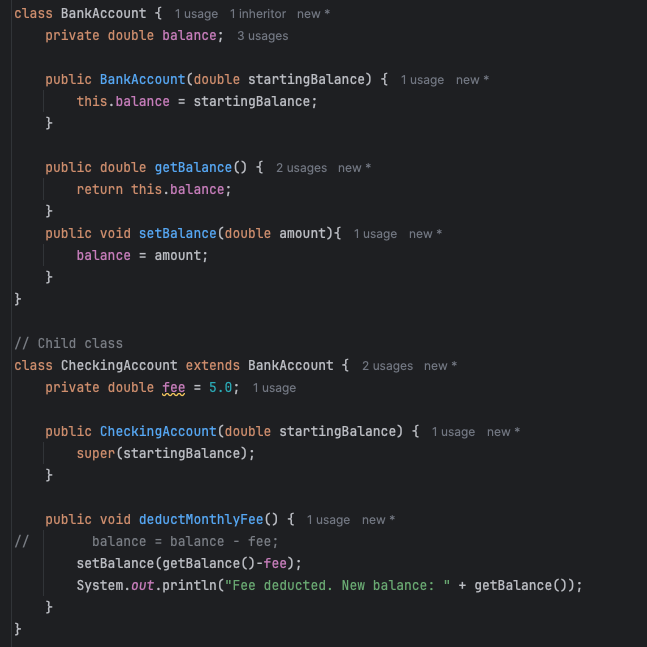 class BankAccount {  1 usage  1 inheritor  new *
    private double balance;  3 usages

    public BankAccount(double startingBalance) {  1 usage  new *
        this.balance = startingBalance;
    }

    public double getBalance() {  2 usages  new *
        return this.balance;
    }
    public void setBalance(double amount){  1 usage  new *
        balance = amount;
    }
}

// Child class
class CheckingAccount extends BankAccount {  2 usages  new *
    private double fee = 5.0;  1 usage

    public CheckingAccount(double startingBalance) {  1 usage  new *
        super(startingBalance);
    }

    public void deductMonthlyFee() {  1 usage  new *
//        balance = balance - fee;
        setBalance(getBalance()-fee);
        System.out.println("Fee deducted. New balance: " + getBalance());
    }
}